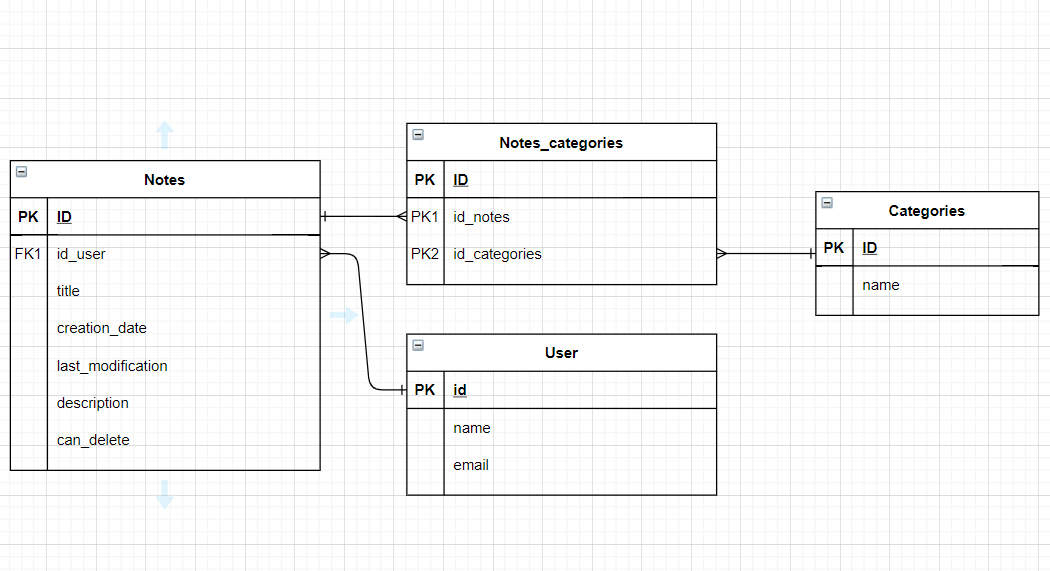 Notes
PK ID
FK1 id_user
title
creation_date
last_modification
description
can_delete
Notes_categories
PK ID
PK1 id_notes
PK2 id_categories
User
PK id
name
email
Categories
PK ID
name